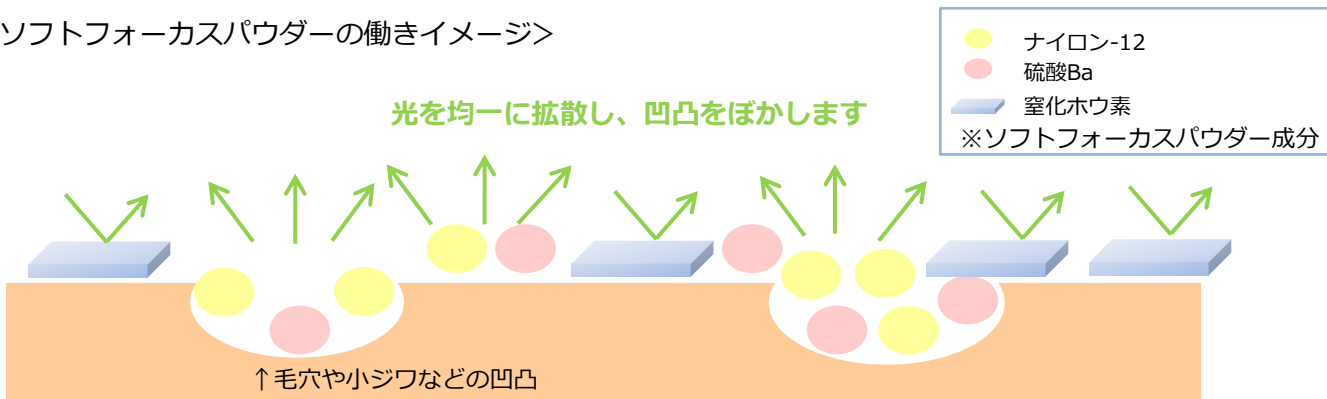 ソフトフォーカスパウダーの働きイメージ>
ナイロン-12
硫酸Ba
窒化ホウ素
※ソフトフォーカスパウダー成分
光を均一に拡散し、凹凸をぼかします
↑毛穴や小ジワなどの凹凸